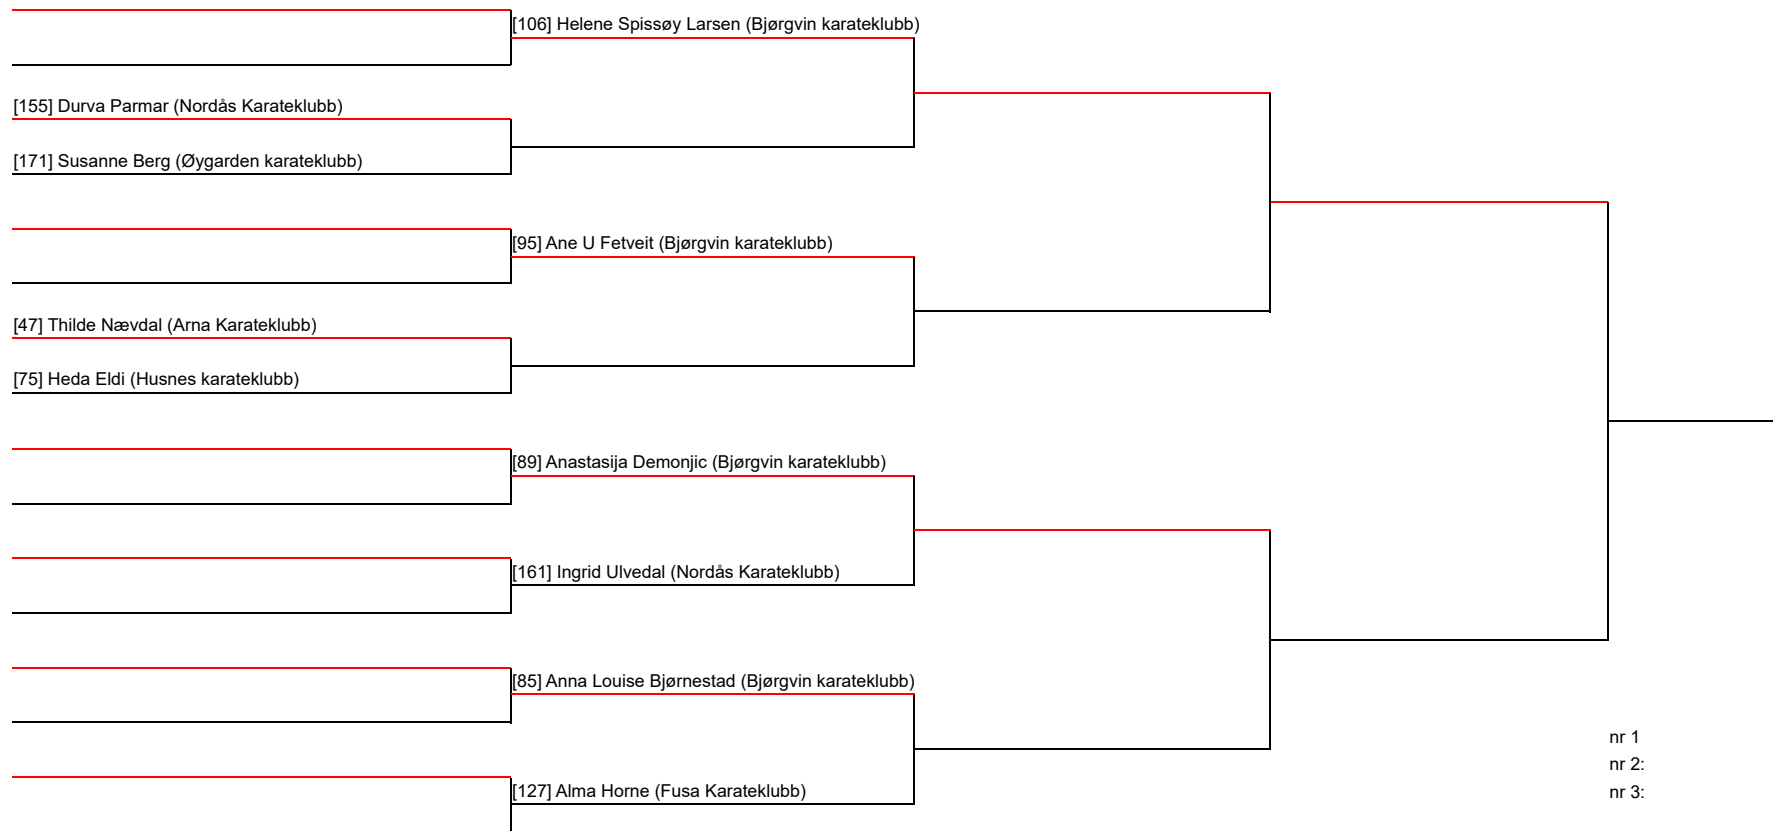 [106] Helene Spissøy Larsen (Bjørgvin karateklubb)
[155] Durva Parmar (Nordås Karateklubb)
[171] Susanne Berg (Øygarden karateklubb)
[95] Ane U Fetveit (Bjørgvin karateklubb)
[47] Thilde Nævdal (Arna Karateklubb)
[75] Heda Eldi (Husnes karateklubb)
[89] Anastasija Demonjic (Bjørgvin karateklubb)
[161] Ingrid Ulvedal (Nordås Karateklubb)
[85] Anna Louise Bjørnestad (Bjørgvin karateklubb)
[127] Alma Horne (Fusa Karateklubb)
nr 1
nr 2:
nr 3: